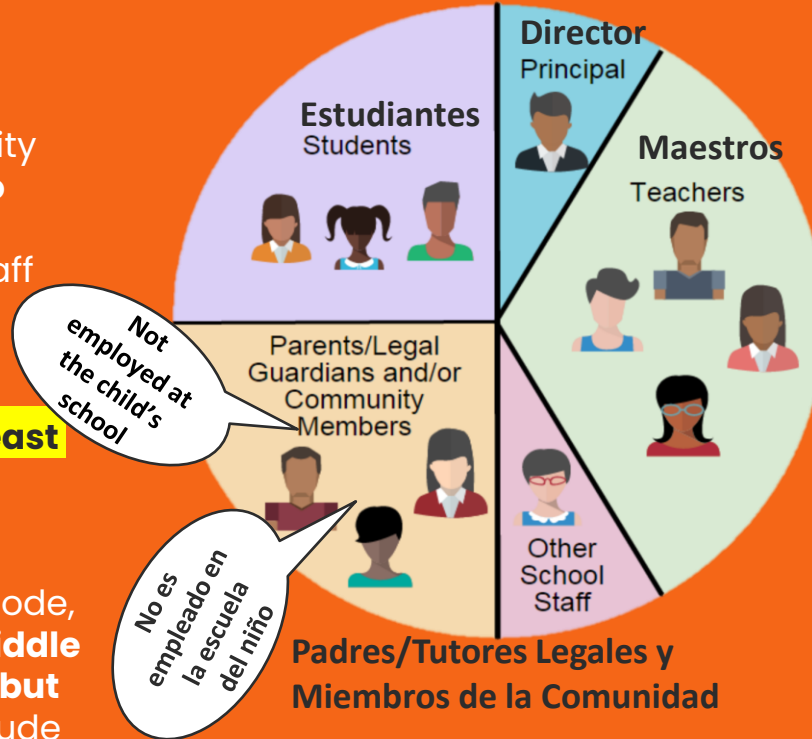 ity
o
aff
east
ode,
iddle
but
ude
Estudiantes
Students
Director
Principal
Maestros
Teachers
Not
employed at
the child's
school
Parents/Legal
Guardians and/or
Community
Members
No es
empleado en
la escuela
del niño
Other
School
Staff
Padres/Tutores Legales y
Miembros de la Comunidad